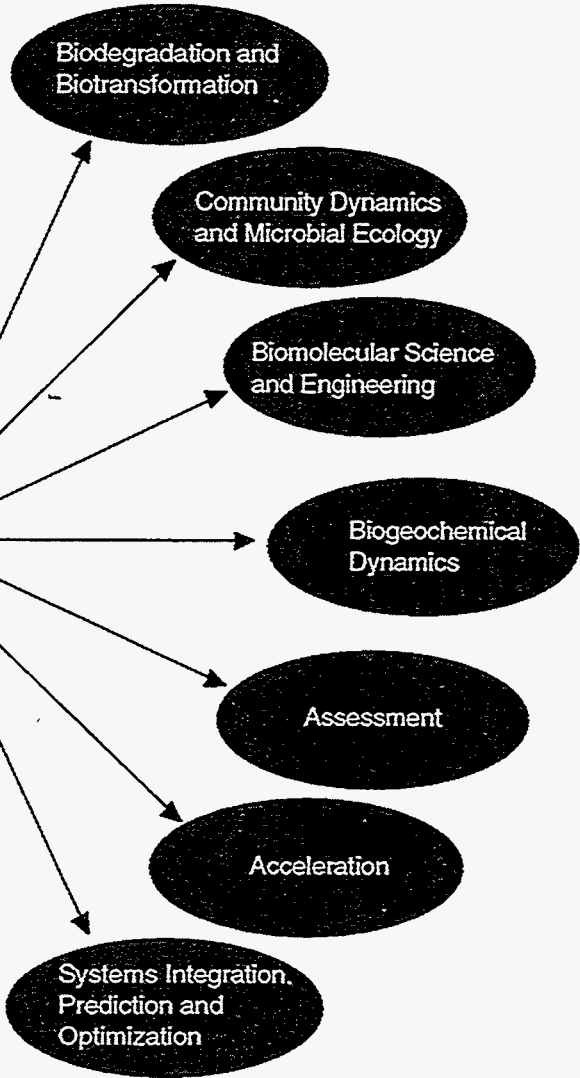 Biodegradation and
Biotransformation
Community Dynamics
and Microbial Ecology
Biomolecular Science
and Engineering
Biogeochemical
Dynamics
Assessment
Acceleration
Systems Integration,
Prediction and
Optimization